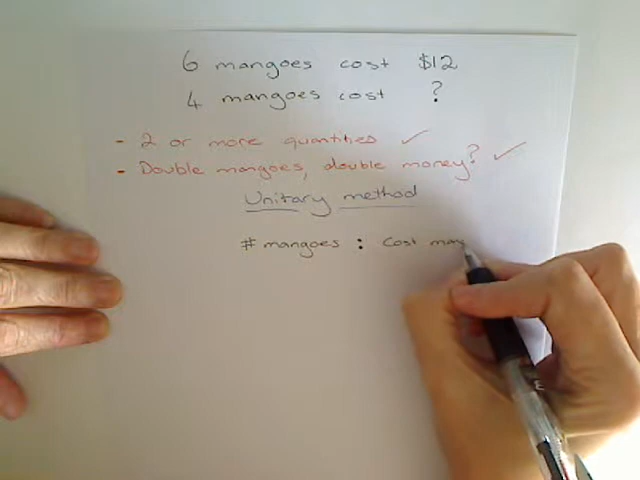 6 mangoes cost $12
4 mangoes cost ?
- 2 or more quantities ✓
- Double mangoes, double money? ✓
Unitary method
# mangoes : Cost